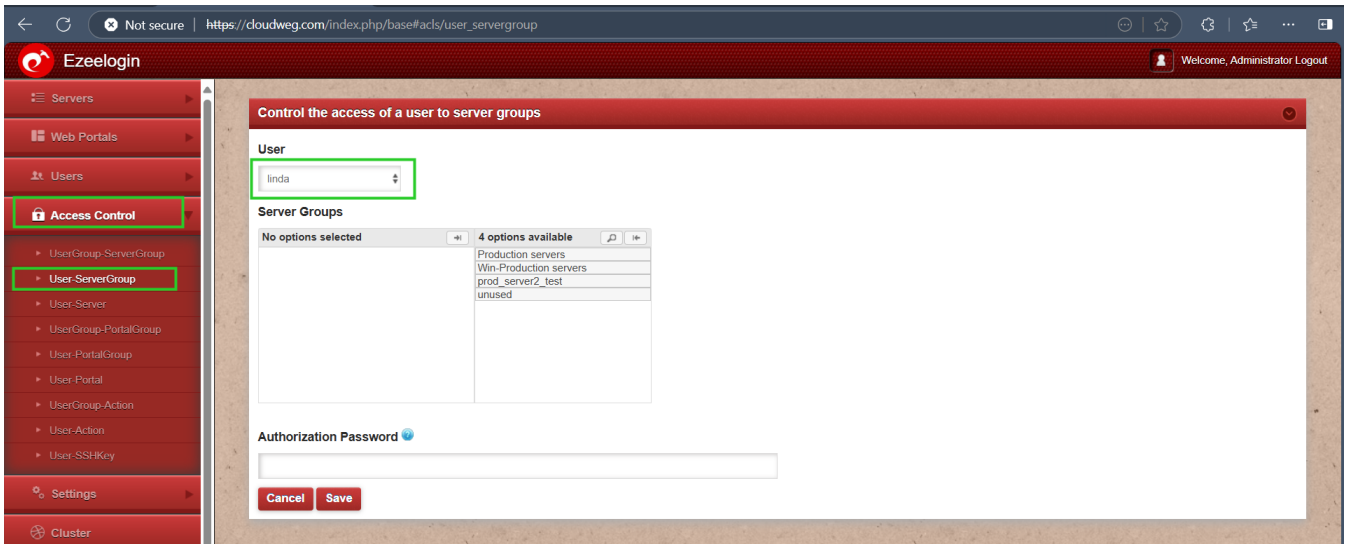 Not secure | https://cloudweg.com/index.php/base#acls/user_servergroup
Ezeelogin
Welcome, Administrator Logout
Servers
Web Portals
Users
Access Control
UserGroup-ServerGroup
User-ServerGroup
User-Server
UserGroup-PortalGroup
User-PortalGroup
User-Portal
UserGroup-Action
User-Action
User-SSHKey
Settings
Cluster
Control the access of a user to server groups
User
linda
Server Groups
No options selected
4 options available
Production servers
Win-Production servers
prod_server2_test
unused
Authorization Password
Cancel Save